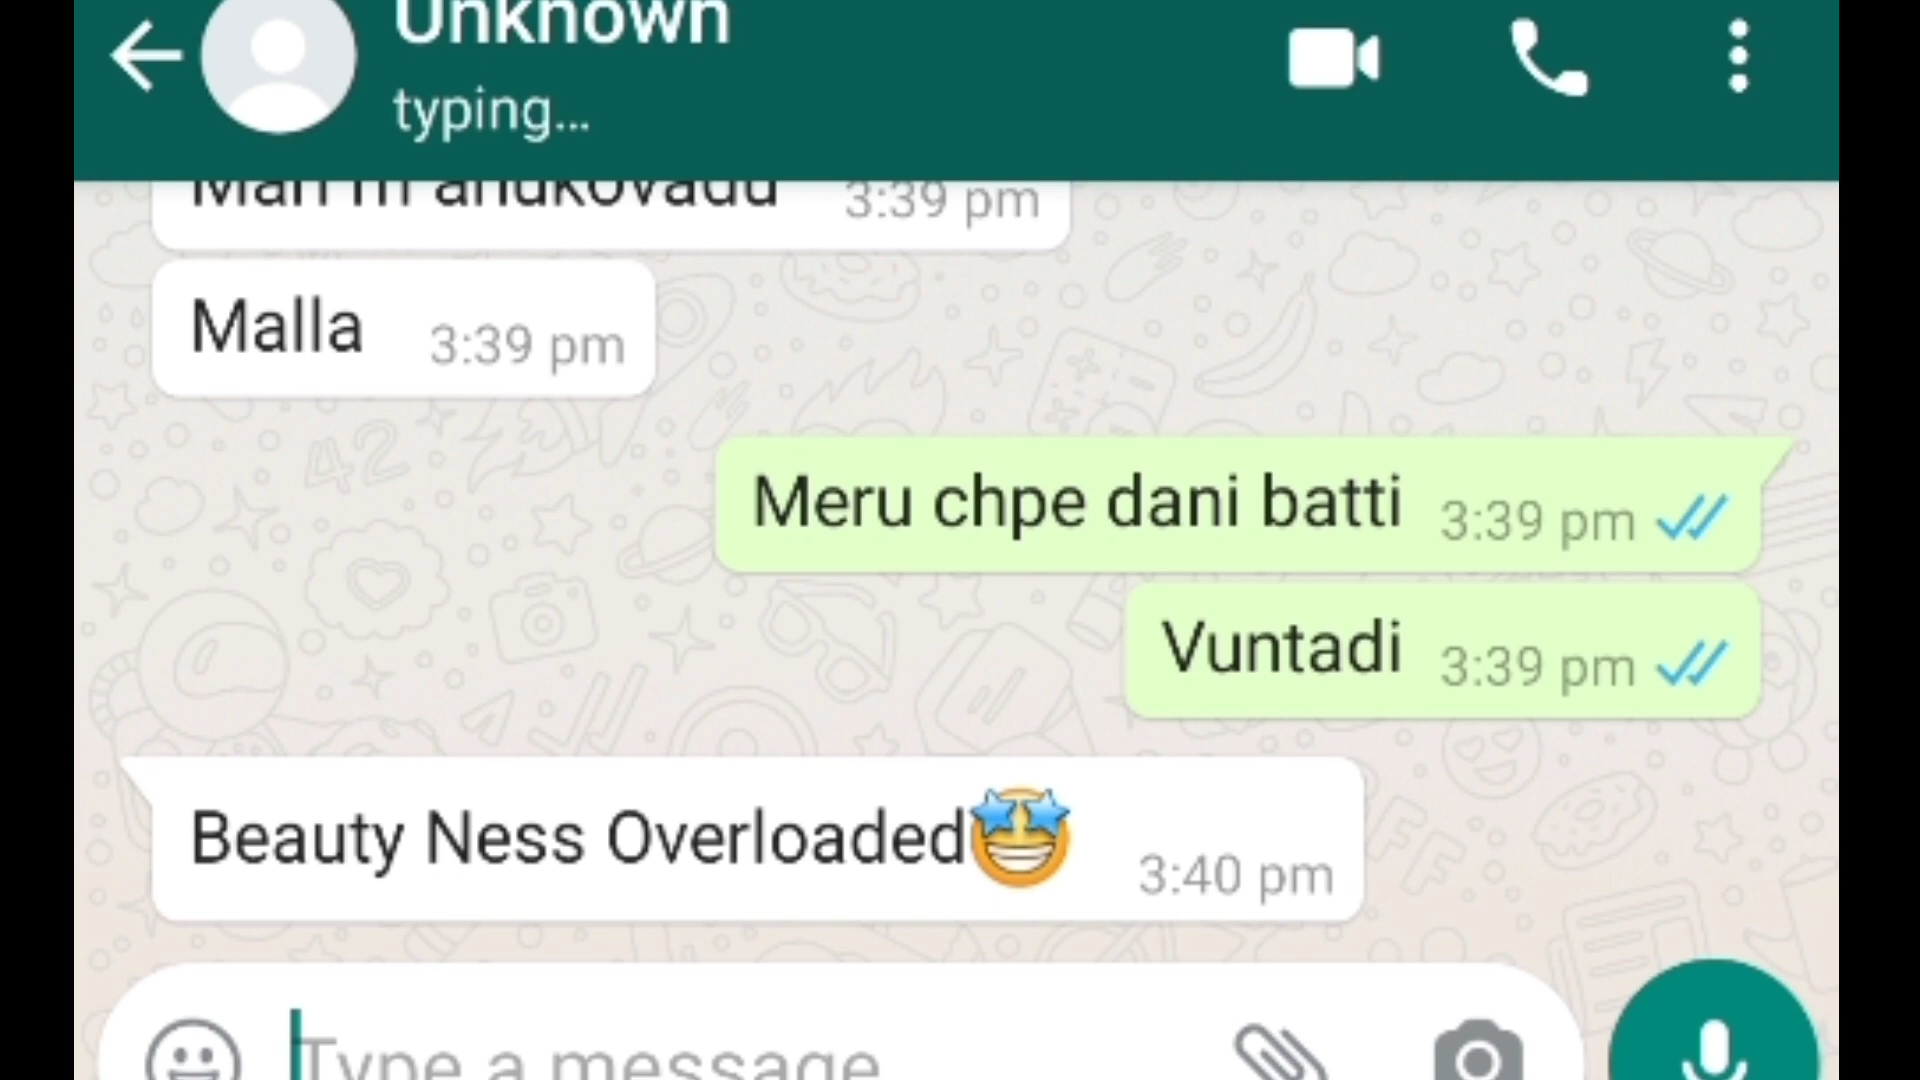 Unknown
typing...
anukovadu 3:39 pm
Malla 3:39 pm
Meru chpe dani batti 3:39 pm
Vuntadi 3:39 pm
Beauty Ness Overloaded🤩 3:40 pm
Type a message